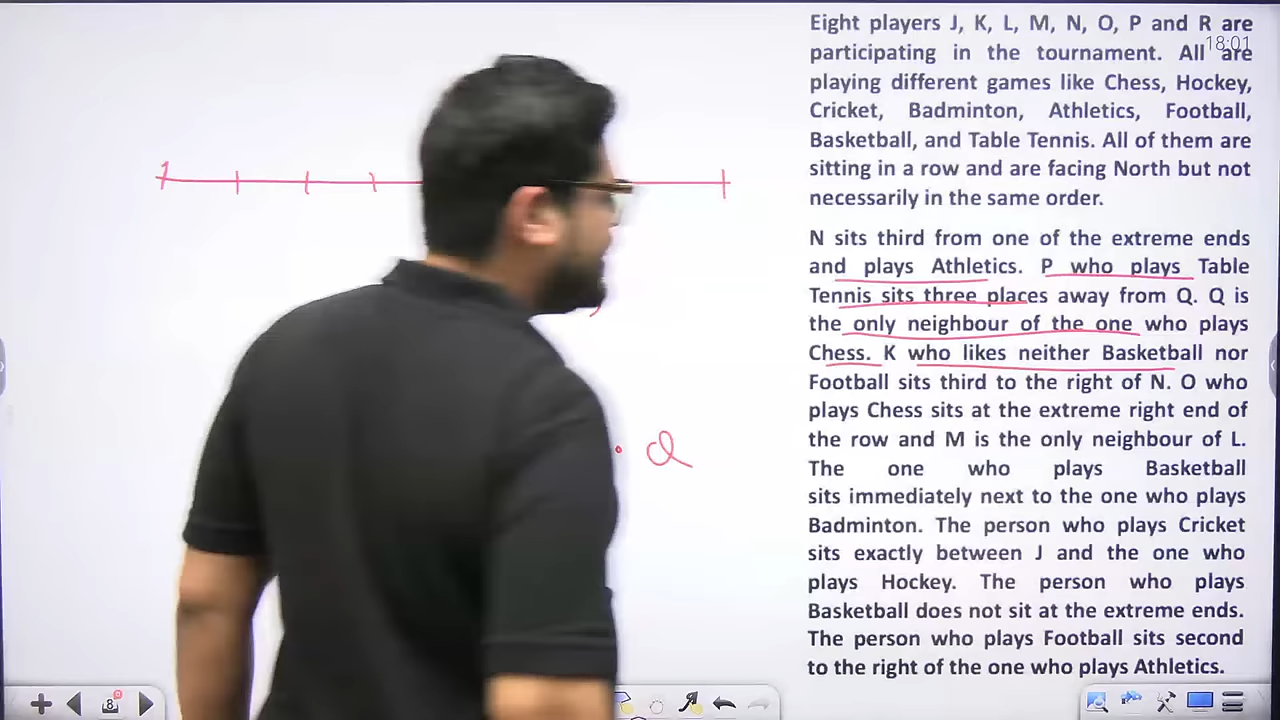 Eight players J, K, L, M, N, O, P and R are
participating in the tournament. All are
18:01
playing different games like Chess, Hockey,
Cricket, Badminton, Athletics, Football,
Basketball, and Table Tennis. All of them are
sitting in a row and are facing North but not
necessarily in the same order.
N sits third from one of the extreme ends
and plays Athletics. P who plays Table
Tennis sits three places away from Q. Q is
the only neighbour of the one who plays
Chess. K who likes neither Basketball nor
Football sits third to the right of N. O who
plays Chess sits at the extreme right end of
the row and M is the only neighbour of L.
The one who plays Basketball
sits immediately next to the one who plays
Badminton. The person who plays Cricket
sits exactly between J and the one who
plays Hockey. The person who plays
Basketball does not sit at the extreme ends.
The person who plays Football sits second
to the right of the one who plays Athletics.
Q
8